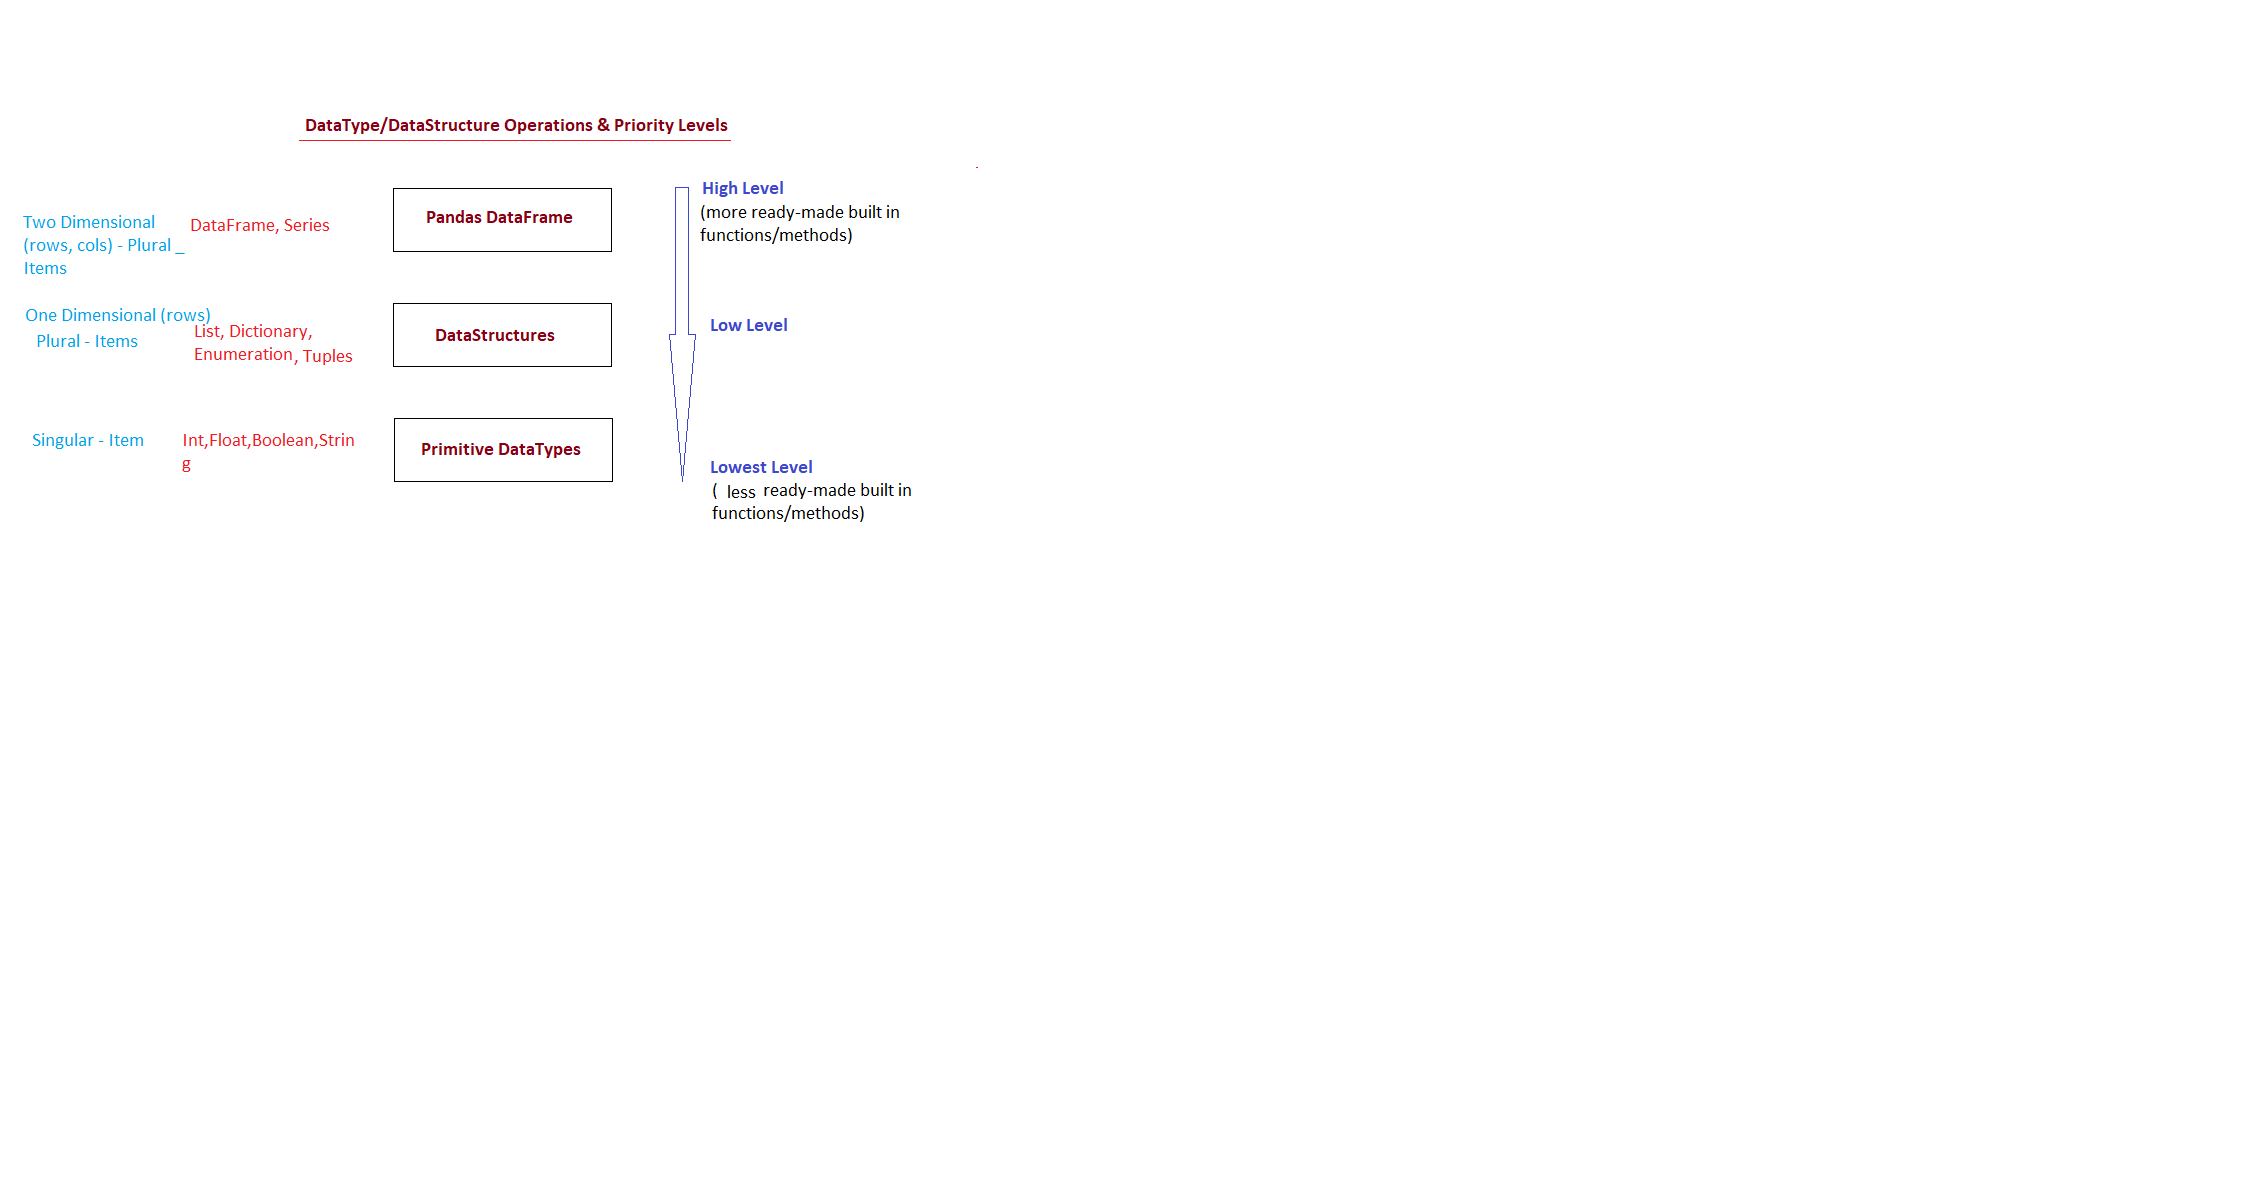 DataType/DataStructure Operations & Priority Levels
Two Dimensional
(rows, cols) - Plural _
Items
DataFrame, Series
Pandas DataFrame
High Level
(more ready-made built in
functions/methods)
One Dimensional (rows)
Plural - Items
List, Dictionary,
Enumeration, Tuples
DataStructures
Low Level
Singular - Item
Int,Float,Boolean,Strin
g
Primitive DataTypes
Lowest Level
( less ready-made built in
functions/methods)